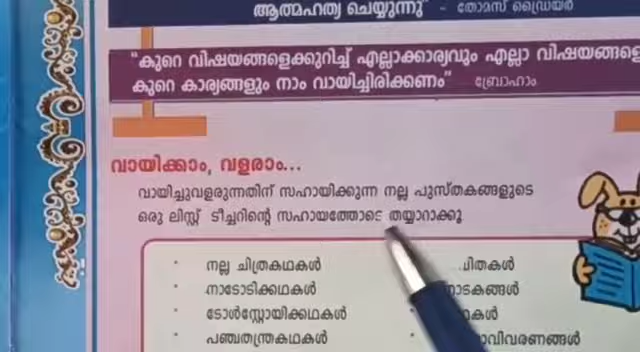 ആത്മഹത്യ ചെയ്യുന്നു" - തോമസ് ഡ്രൈയർ
"കുറെ വിഷയങ്ങളെക്കുറിച്ച് എല്ലാക്കാര്യവും എല്ലാ വിഷയങ്ങളെ
കുറെ കാര്യങ്ങളും നാം വായിച്ചിരിക്കണം" ബ്രോഹാം
വായിക്കാം, വളരാം...
വായിച്ചുവളരുന്നതിന് സഹായിക്കുന്ന നല്ല പുസ്തകങ്ങളുടെ
ഒരു ലിസ്റ്റ് ടീച്ചറിന്റെ സഹായത്തോടെ തയ്യാറാക്കൂ
നല്ല ചിത്രകഥകൾ
നാടോടിക്കഥകൾ
ടോൾസ്റ്റോയിക്കഥകൾ
പഞ്ചതന്ത്രകഥകൾ